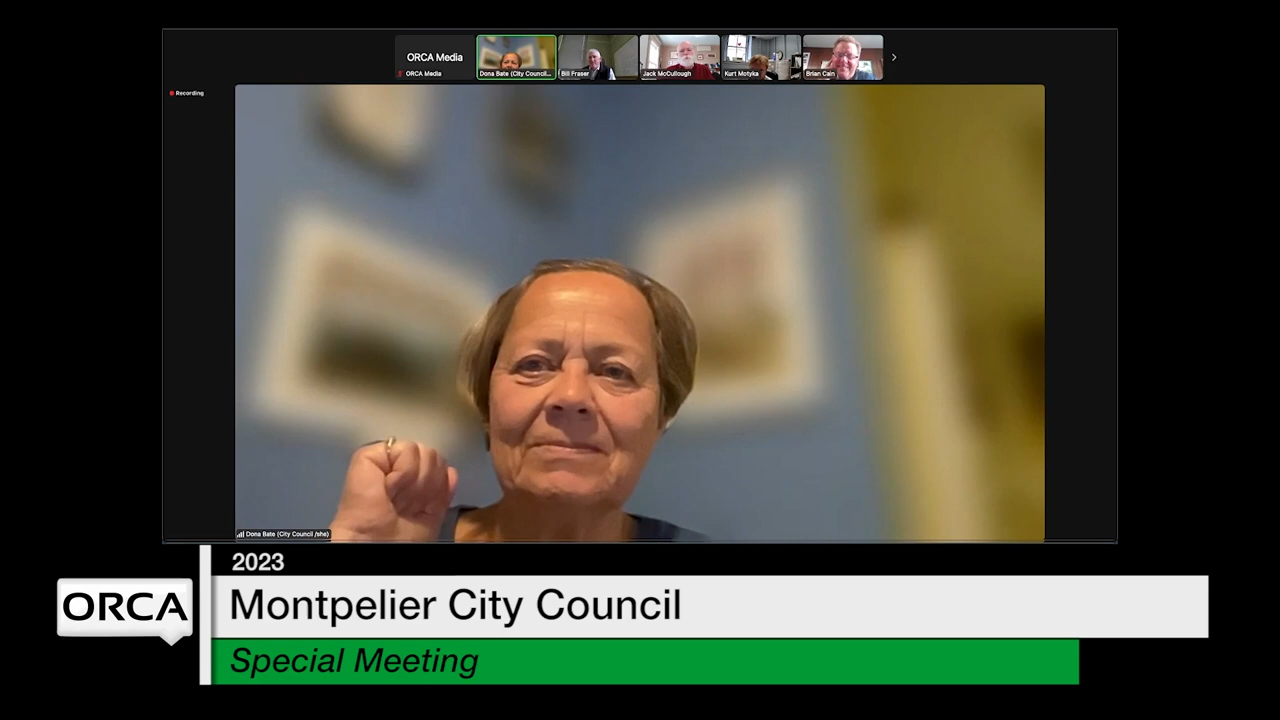 ORCA Media
ORCA Media
Dona Bate (City Council...
Bill Fraser
Jack McCullough
Kurt Motyka
Brian Cain
Recording
Dona Bate (City Council /she)
2023
ORCA
Montpelier City Council
Special Meeting